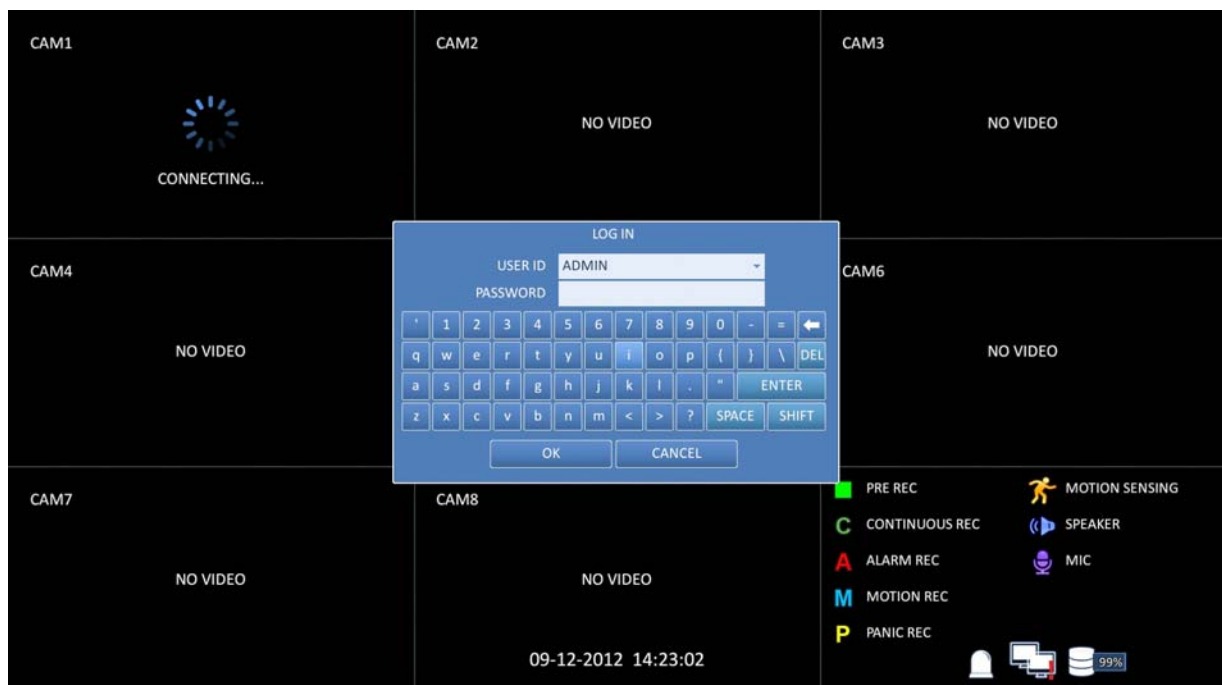 CAM1
CAM2
CAM3
NO VIDEO
NO VIDEO
CONNECTING...
LOG IN
USER ID ADMIN
PASSWORD
' 1 2 3 4 5 6 7 8 9 0 - =
q w e r t y u i o p { } \ DEL
a s d f g h j k l . " ENTER
z x c v b n m < > ? SPACE SHIFT
OK CANCEL
CAM4
CAM6
NO VIDEO
NO VIDEO
CAM7
CAM8
NO VIDEO
NO VIDEO
PRE REC
MOTION SENSING
C CONTINUOUS REC
SPEAKER
A ALARM REC
MIC
M MOTION REC
P PANIC REC
09-12-2012 14:23:02
99%